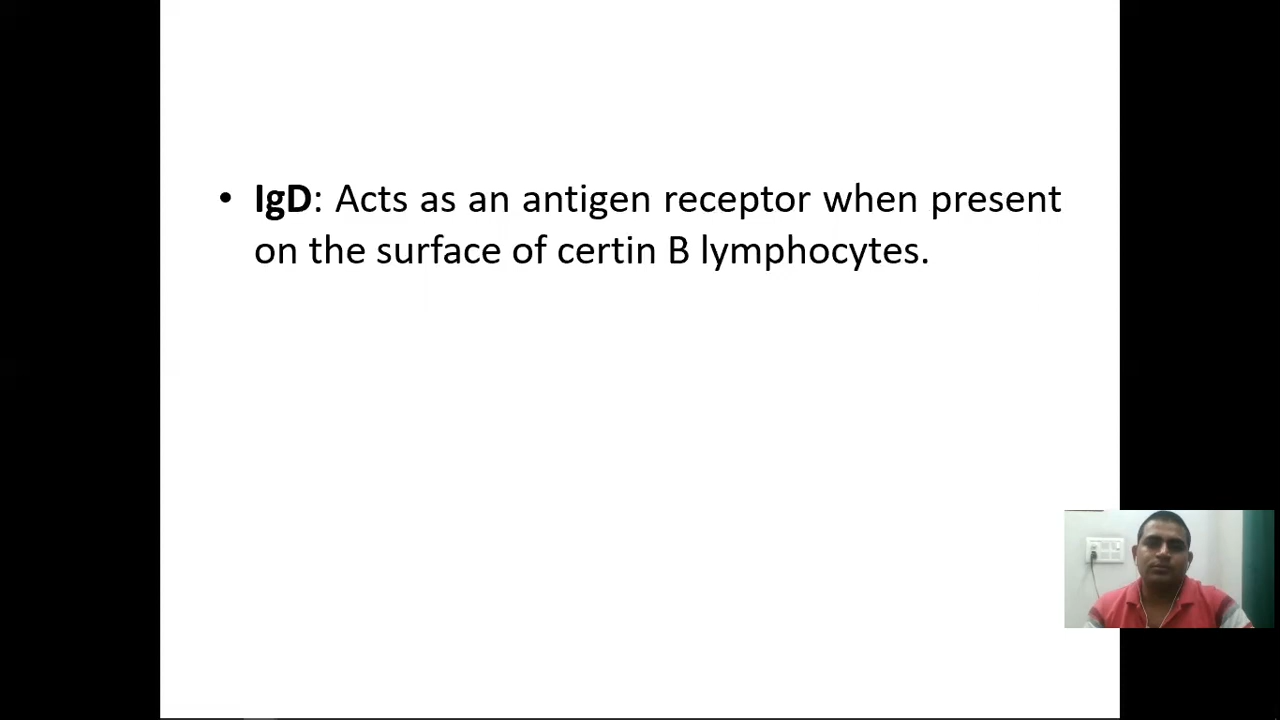 • IgD: Acts as an antigen receptor when present
on the surface of certin B lymphocytes.